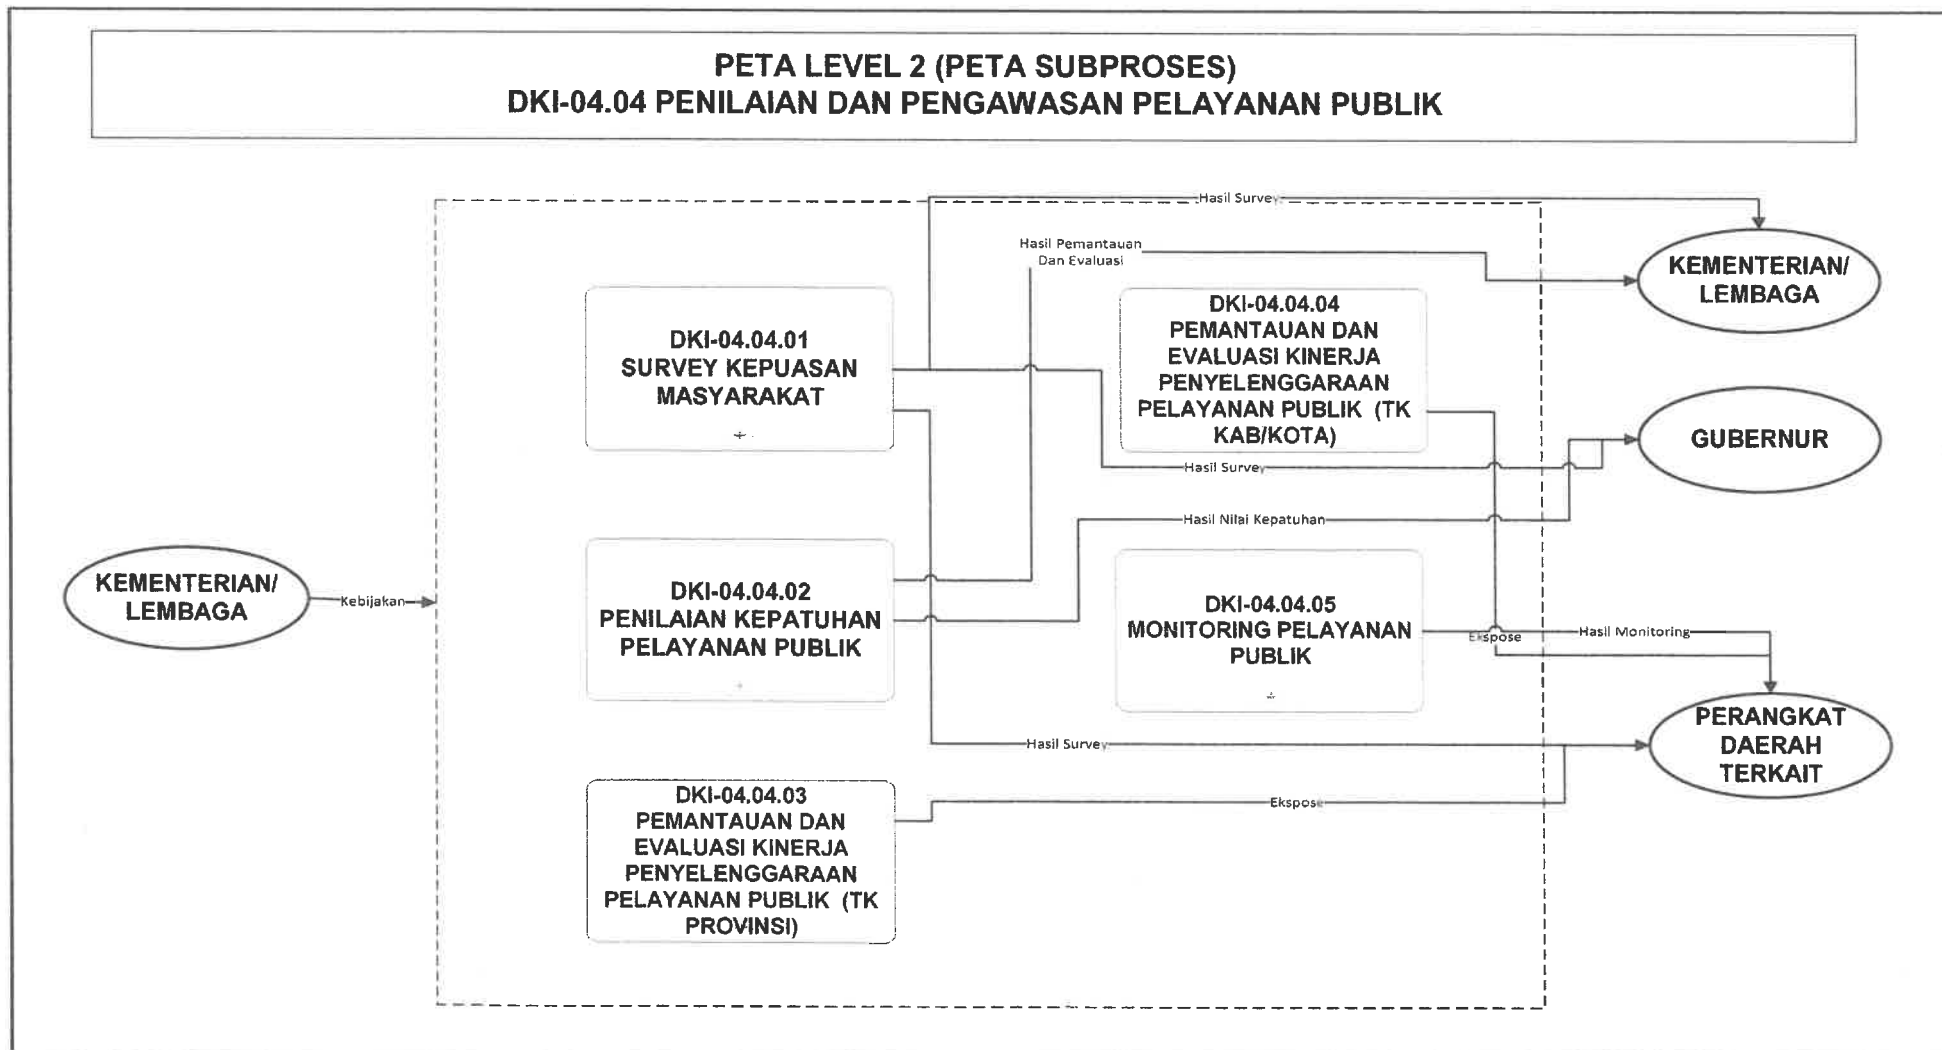 PETA LEVEL 2 (PETA SUBPROSES)
DKI-04.04 PENILAIAN DAN PENGAWASAN PELAYANAN PUBLIK
Hasil Survey
Hasil Pemantauan
Dan Evaluasi
KEMENTERIAN/
LEMBAGA
DKI-04.04.01
SURVEY KEPUASAN
MASYARAKAT
+
DKI-04.04.04
PEMANTAUAN DAN
EVALUASI KINERJA
PENYELENGGARAAN
PELAYANAN PUBLIK (TK
KAB/KOTA)
GUBERNUR
Hasil Survey
Hasil Nilai Kepatuhan
KEMENTERIAN/
LEMBAGA
Kebijakan
DKI-04.04.02
PENILAIAN KEPATUHAN
PELAYANAN PUBLIK
+
DKI-04.04.05
MONITORING PELAYANAN
PUBLIK
+
Ekspose
Hasil Monitoring
PERANGKAT
DAERAH
TERKAIT
Hasil Survey
Ekspose
DKI-04.04.03
PEMANTAUAN DAN
EVALUASI KINERJA
PENYELENGGARAAN
PELAYANAN PUBLIK (TK
PROVINSI)